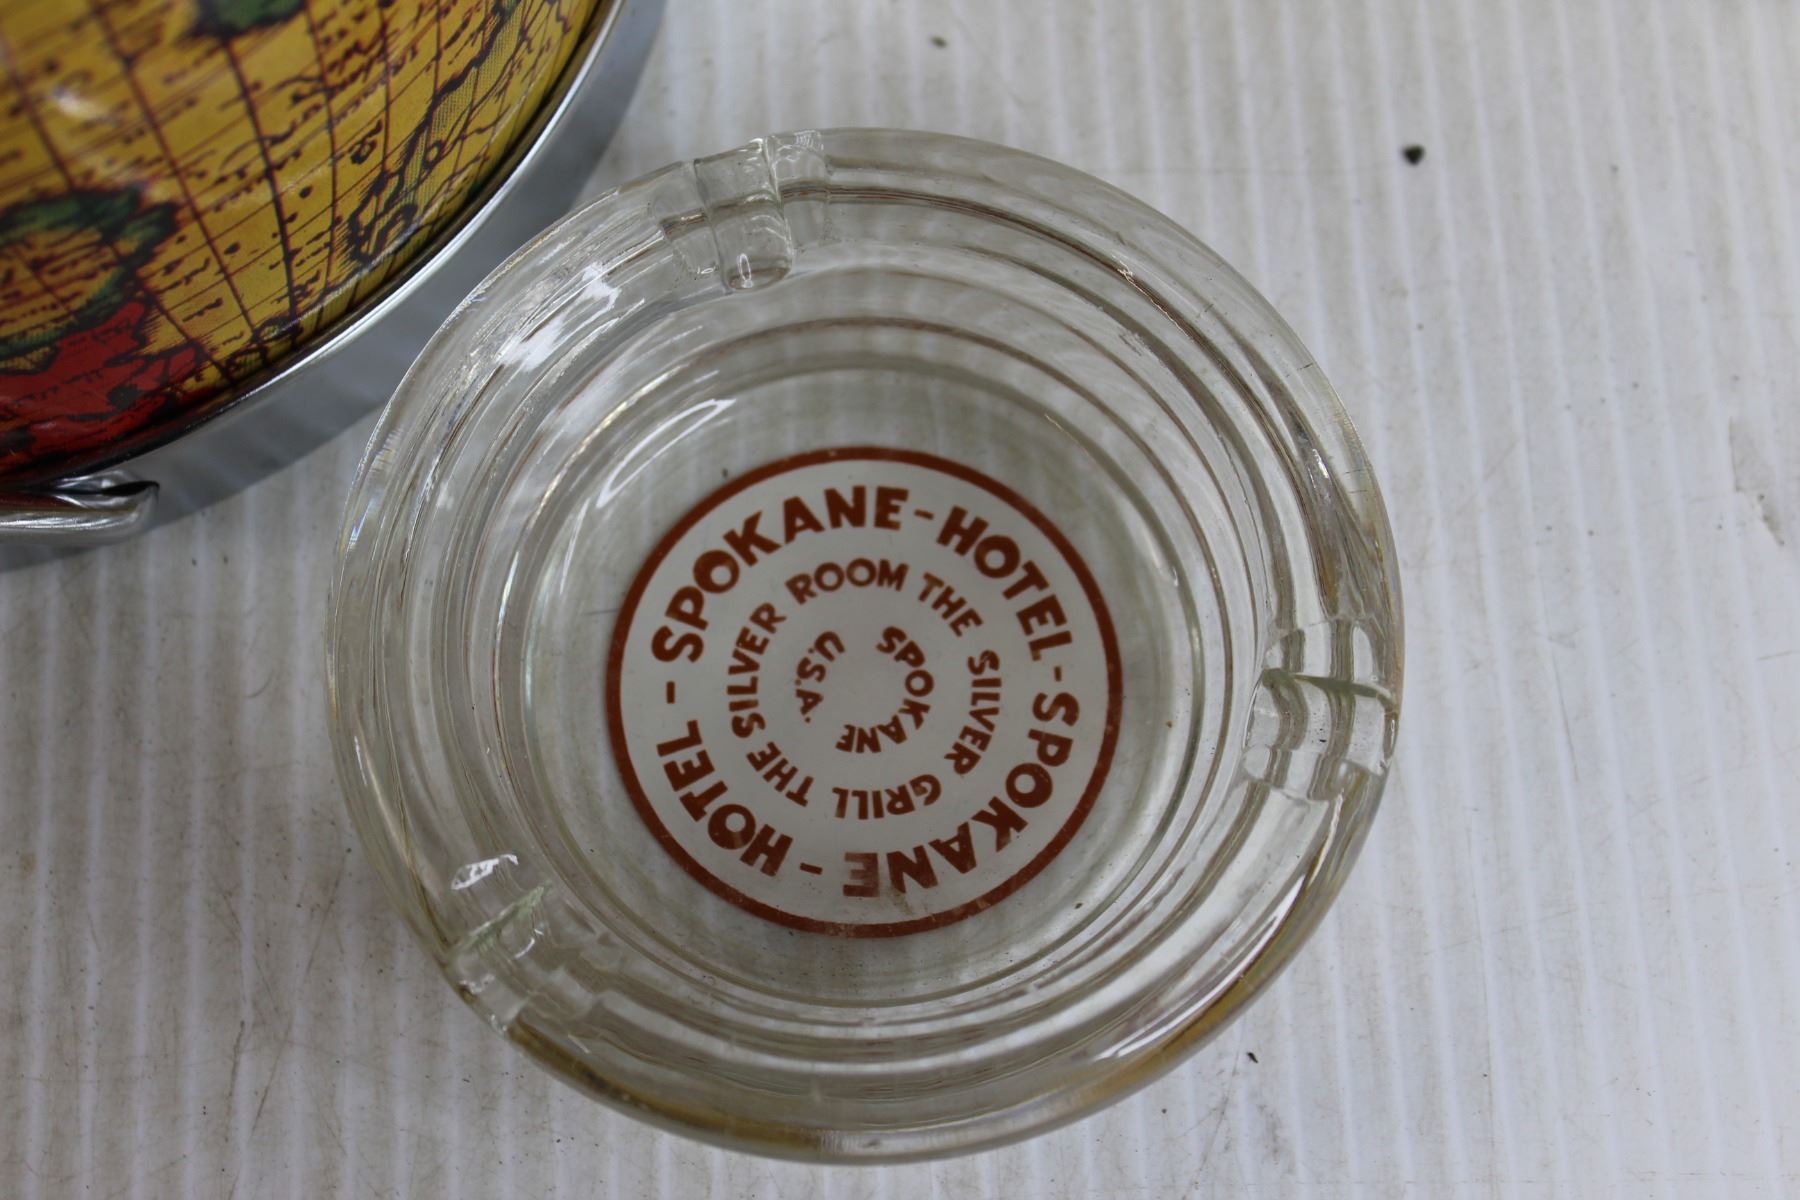 SPOKANE - HOTEL - SPOKANE - HOTEL -
THE SILVER ROOM THE SILVER GRILL
SPOKANE U.S.A.